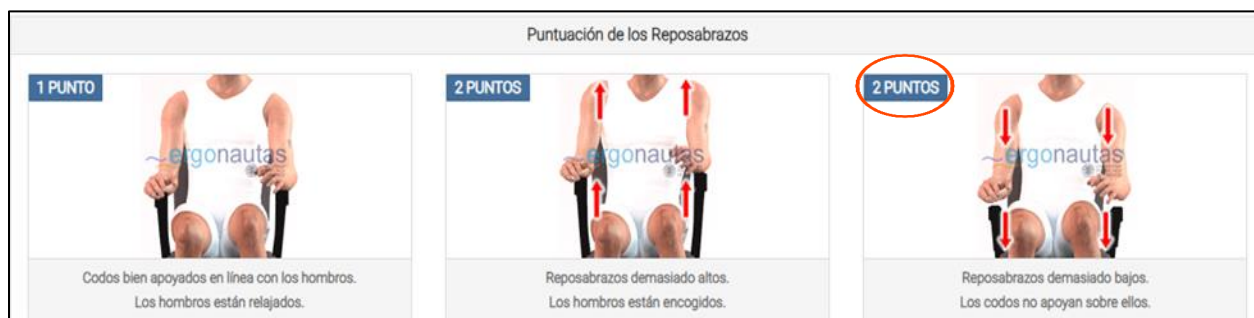 Puntuación de los Reposabrazos
1 PUNTO
ergonautas
Codos bien apoyados en línea con los hombros.
Los hombros están relajados.
2 PUNTOS
ergonautas
Reposabrazos demasiado altos.
Los hombros están encogidos.
2 PUNTOS
ergonautas
Reposabrazos demasiado bajos.
Los codos no apoyan sobre ellos.